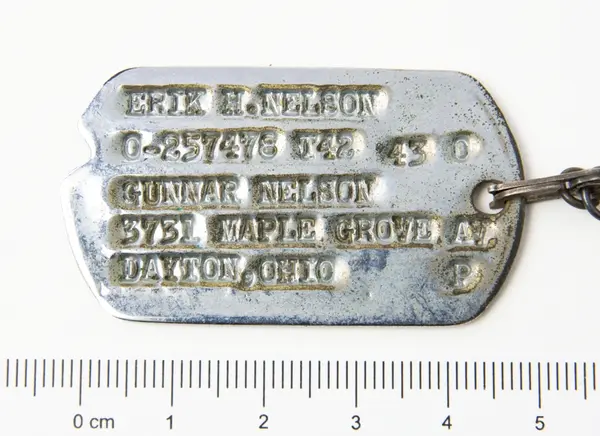 ERIK H.NELSON
O-257478 T42 43 O
GUNNAR NELSON
3731 MAPLE GROVE AV
DAYTON,OHIO P
0 cm 1 2 3 4 5